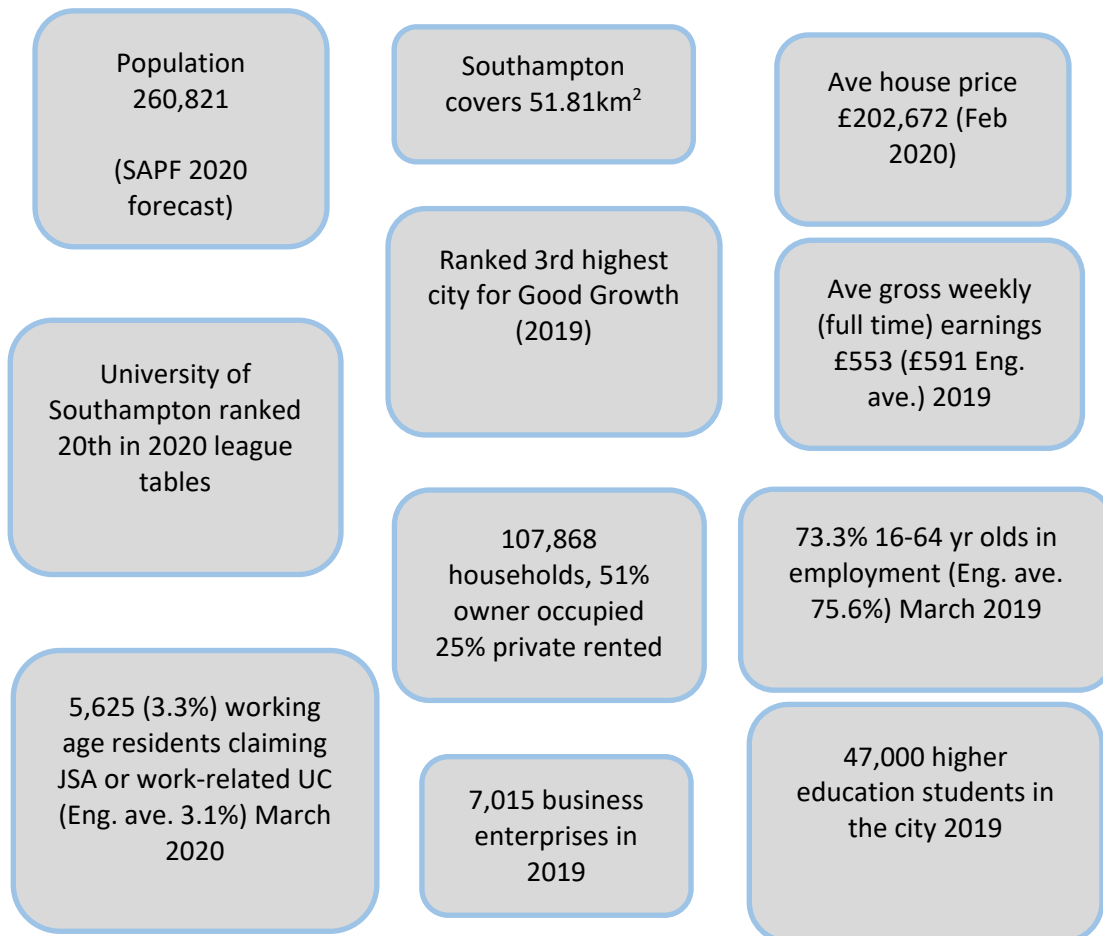 Population
260,821
(SAPF 2020
forecast)
Southampton
covers 51.81km²
Ave house price
£202,672 (Feb
2020)
Ranked 3rd highest
city for Good Growth
(2019)
Ave gross weekly
(full time) earnings
£553 (£591 Eng.
ave.) 2019
University of
Southampton ranked
20th in 2020 league
tables
107,868
households, 51%
owner occupied
25% private rented
73.3% 16-64 yr olds in
employment (Eng. ave.
75.6%) March 2019
5,625 (3.3%) working
age residents claiming
JSA or work-related UC
(Eng. ave. 3.1%) March
2020
7,015 business
enterprises in
2019
47,000 higher
education students in
the city 2019